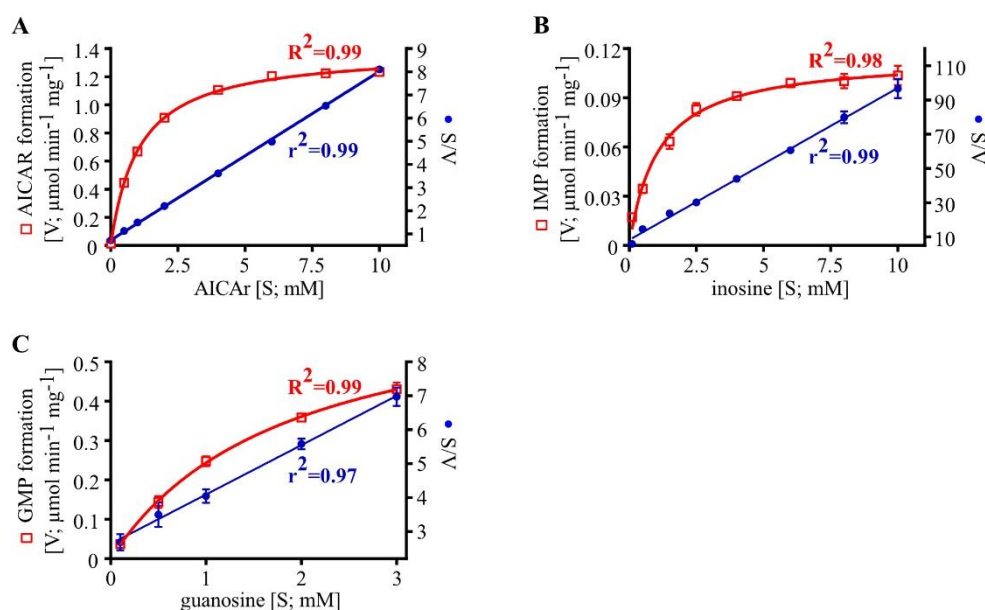 A
AICAR formation
[V; µmol min⁻¹ mg⁻¹]
1.4
1.2
1.0
0.8
0.6
0.4
0.2
0
R²=0.99
r²=0.99
9
8
7
6
5
4
3
2
1
S/V
0
2.5
5
7.5
10
AICAr [S; mM]
B
IMP formation
[V; µmol min⁻¹ mg⁻¹]
0.12
0.09
0.06
0.03
0
R²=0.98
r²=0.99
110
90
70
50
30
10
S/V
0
2.5
5
7.5
10
inosine [S; mM]
C
GMP formation
[V; µmol min⁻¹ mg⁻¹]
0.5
0.4
0.3
0.2
0.1
0
R²=0.99
r²=0.97
8
7
6
5
4
3
S/V
0
1
2
3
guanosine [S; mM]